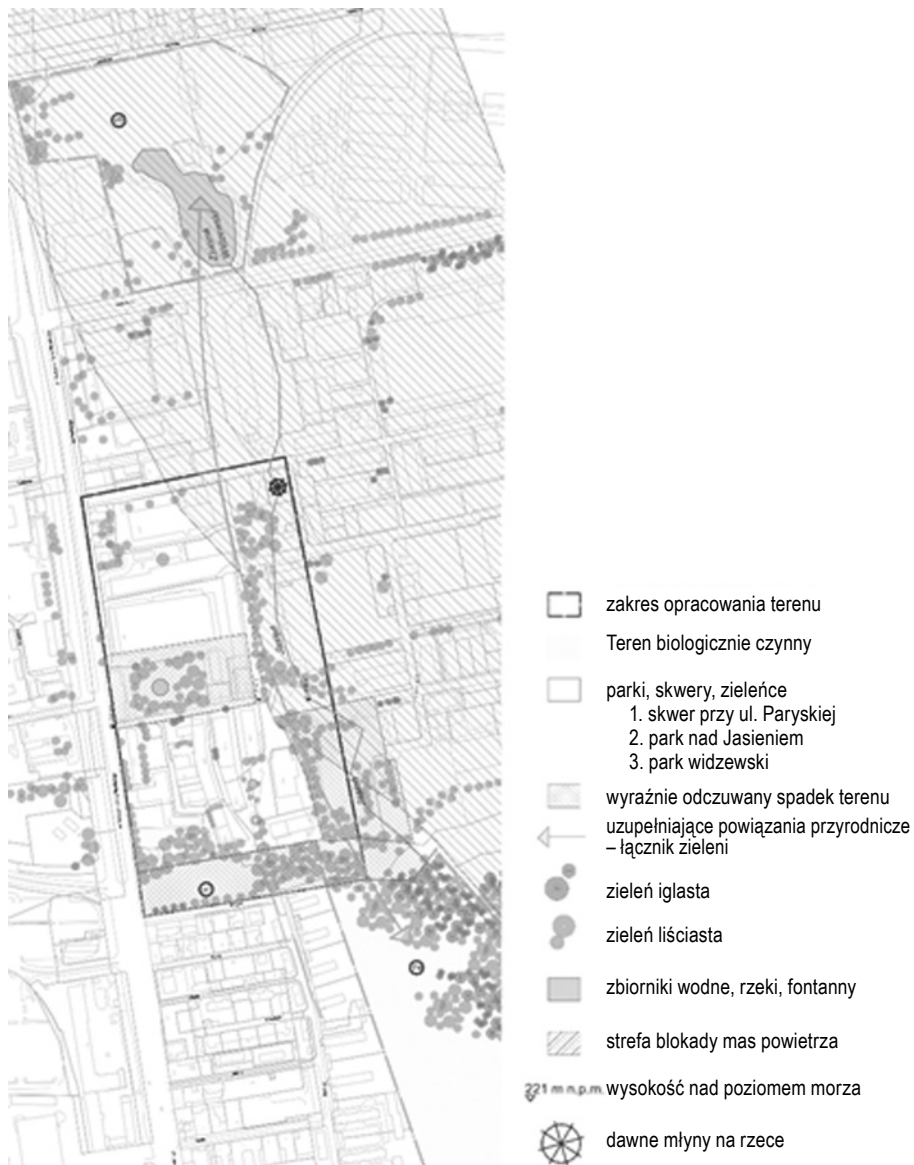 zakres opracowania terenu
Teren biologicznie czynny
parki, skwery, zieleńce
1. skwer przy ul. Paryskiej
2. park nad Jasieniem
3. park widzewski
wyraźnie odczuwany spadek terenu
uzupełniające powiązania przyrodnicze
– łącznik zieleni
zieleń iglasta
zieleń liściasta
zbiorniki wodne, rzeki, fontanny
strefa blokady mas powietrza
221 m n.p.m. wysokość nad poziomem morza
dawne młyny na rzece